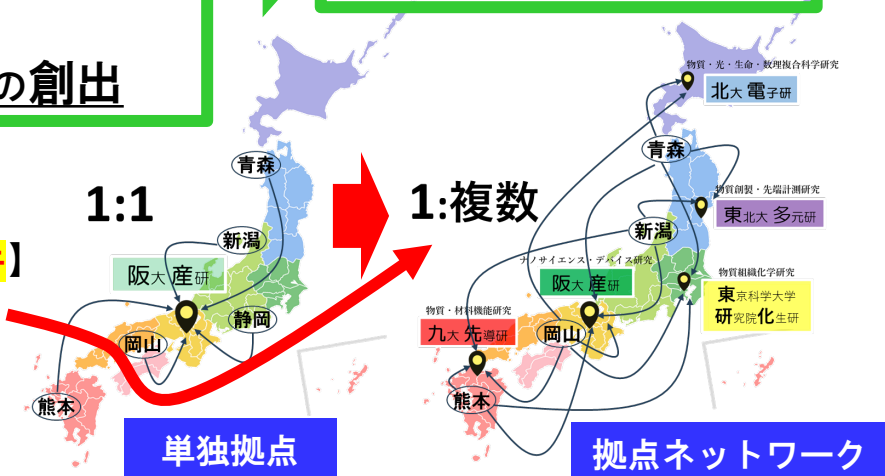 の創出
】
1:1
青森
新潟
阪大 産研
静岡
岡山
熊本
単独拠点
1:複数
物質・光・生命・数理複合科学研究
北大 電子研
青森
物質創製・先端計測研究
東北大 多元研
新潟
ナノサイエンス・デバイス研究
阪大 産研
物質組織化学研究
東京科学大学
研究院化生研
物質・材料機能研究
九大 先導研
岡山
熊本
拠点ネットワーク